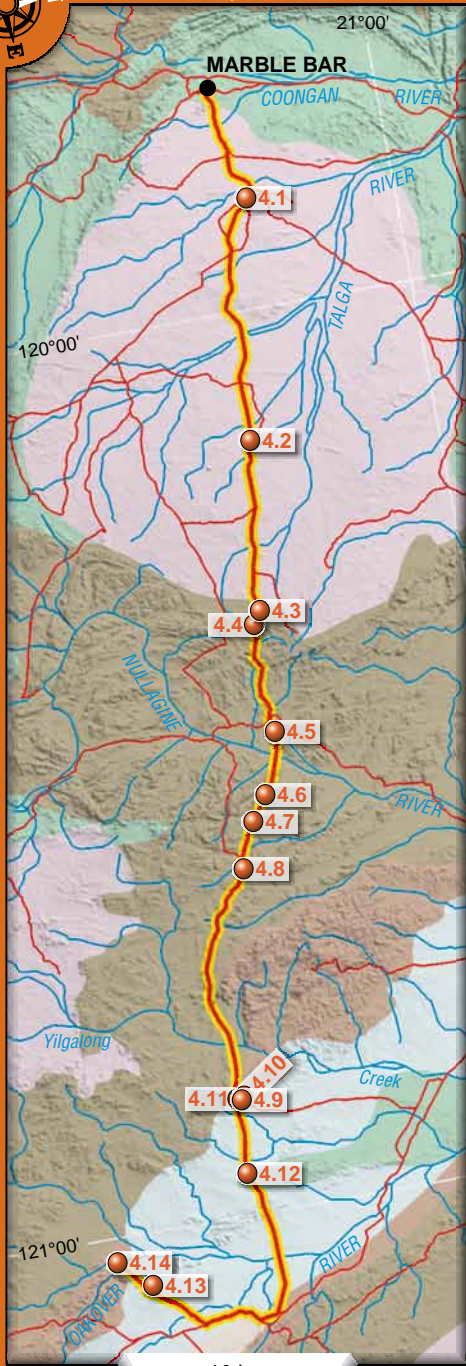 E
21°00'
MARBLE BAR
COONGAN RIVER
RIVER
4.1
TALGA
120°00'
4.2
4.3
4.4
NULLAGINE
4.5
4.6
RIVER
4.7
4.8
Yilgalong
4.10
Creek
4.11
4.9
4.12
121°00'
RIVER
4.14
4.13
OAKOVER